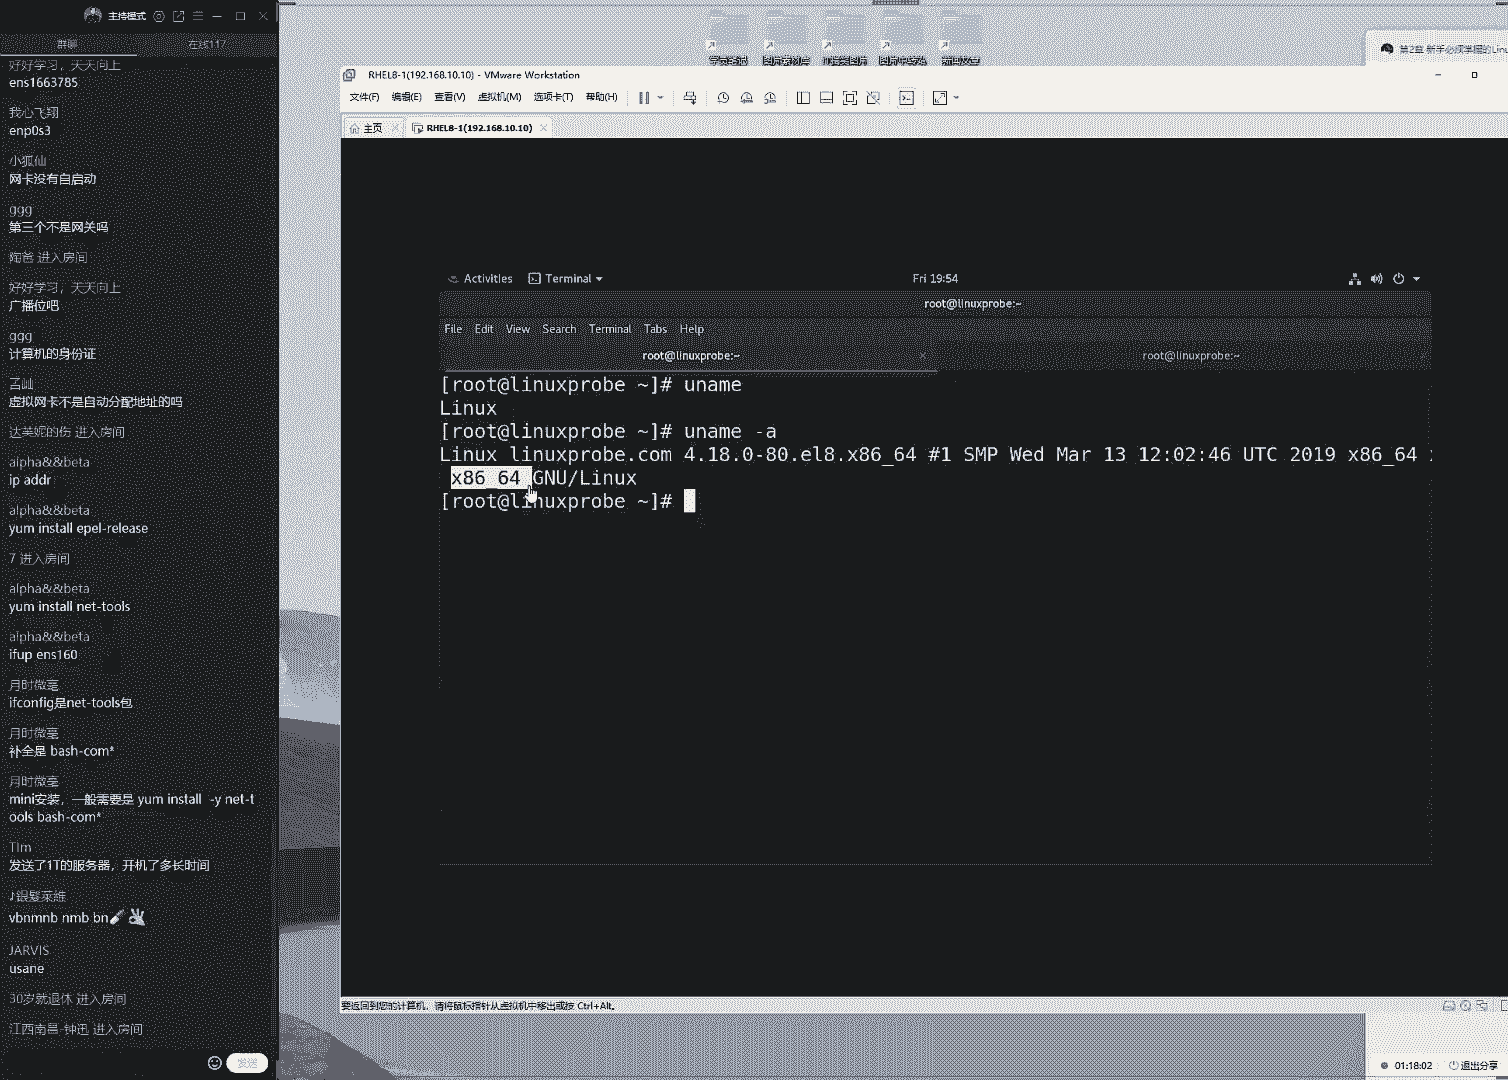 主持模式
群聊
在线117
好好学习，天天向上
ens1663785
我心飞翔
enp0s3
小狐仙
网卡没有自启动
ggg
第三个不是网关吗
陶爸 进入房间
好好学习，天天向上
广播位吧
ggg
计算机的身份证
虚拟网卡不是自动分配地址的吗
达芙妮的伤 进入房间
alpha&&beta
ip addr
alpha&&beta
yum install epel-release
7 进入房间
alpha&&beta
yum install net-tools
alpha&&beta
ifup ens160
月时微毫
ifconfig是net-tools包
月时微毫
补全是 bash-com*
月时微毫
mini安装，一般需要是 yum install -y net-t
ools bash-com*
Tim
发送了1T的服务器，开机了多长时间
vbnmnb nmb bn
JARVIS
usane
30岁就退休 进入房间
江西南昌-钟迅 进入房间
发送
第2章 新手必须掌握的Linu
RHEL8-1(192.168.10.10) - VMware Workstation
文件(F) 编辑(E) 查看(V) 虚拟机(M) 选项卡(T) 帮助(H)
主页
RHEL8-1(192.168.10.10)
Activities
Terminal
Fri 19:54
root@linuxprobe:~
File Edit View Search Terminal Tabs Help
root@linuxprobe:~
root@linuxprobe:~
[root@linuxprobe ~]# uname
Linux
[root@linuxprobe ~]# uname -a
Linux linuxprobe.com 4.18.0-80.el8.x86_64 #1 SMP Wed Mar 13 12:02:46 UTC 2019 x86_64
x86_64 GNU/Linux
[root@linuxprobe ~]#
要返回到您的计算机，请将鼠标指针从虚拟机中移出或按 Ctrl+Alt。
01:18:02
退出分享